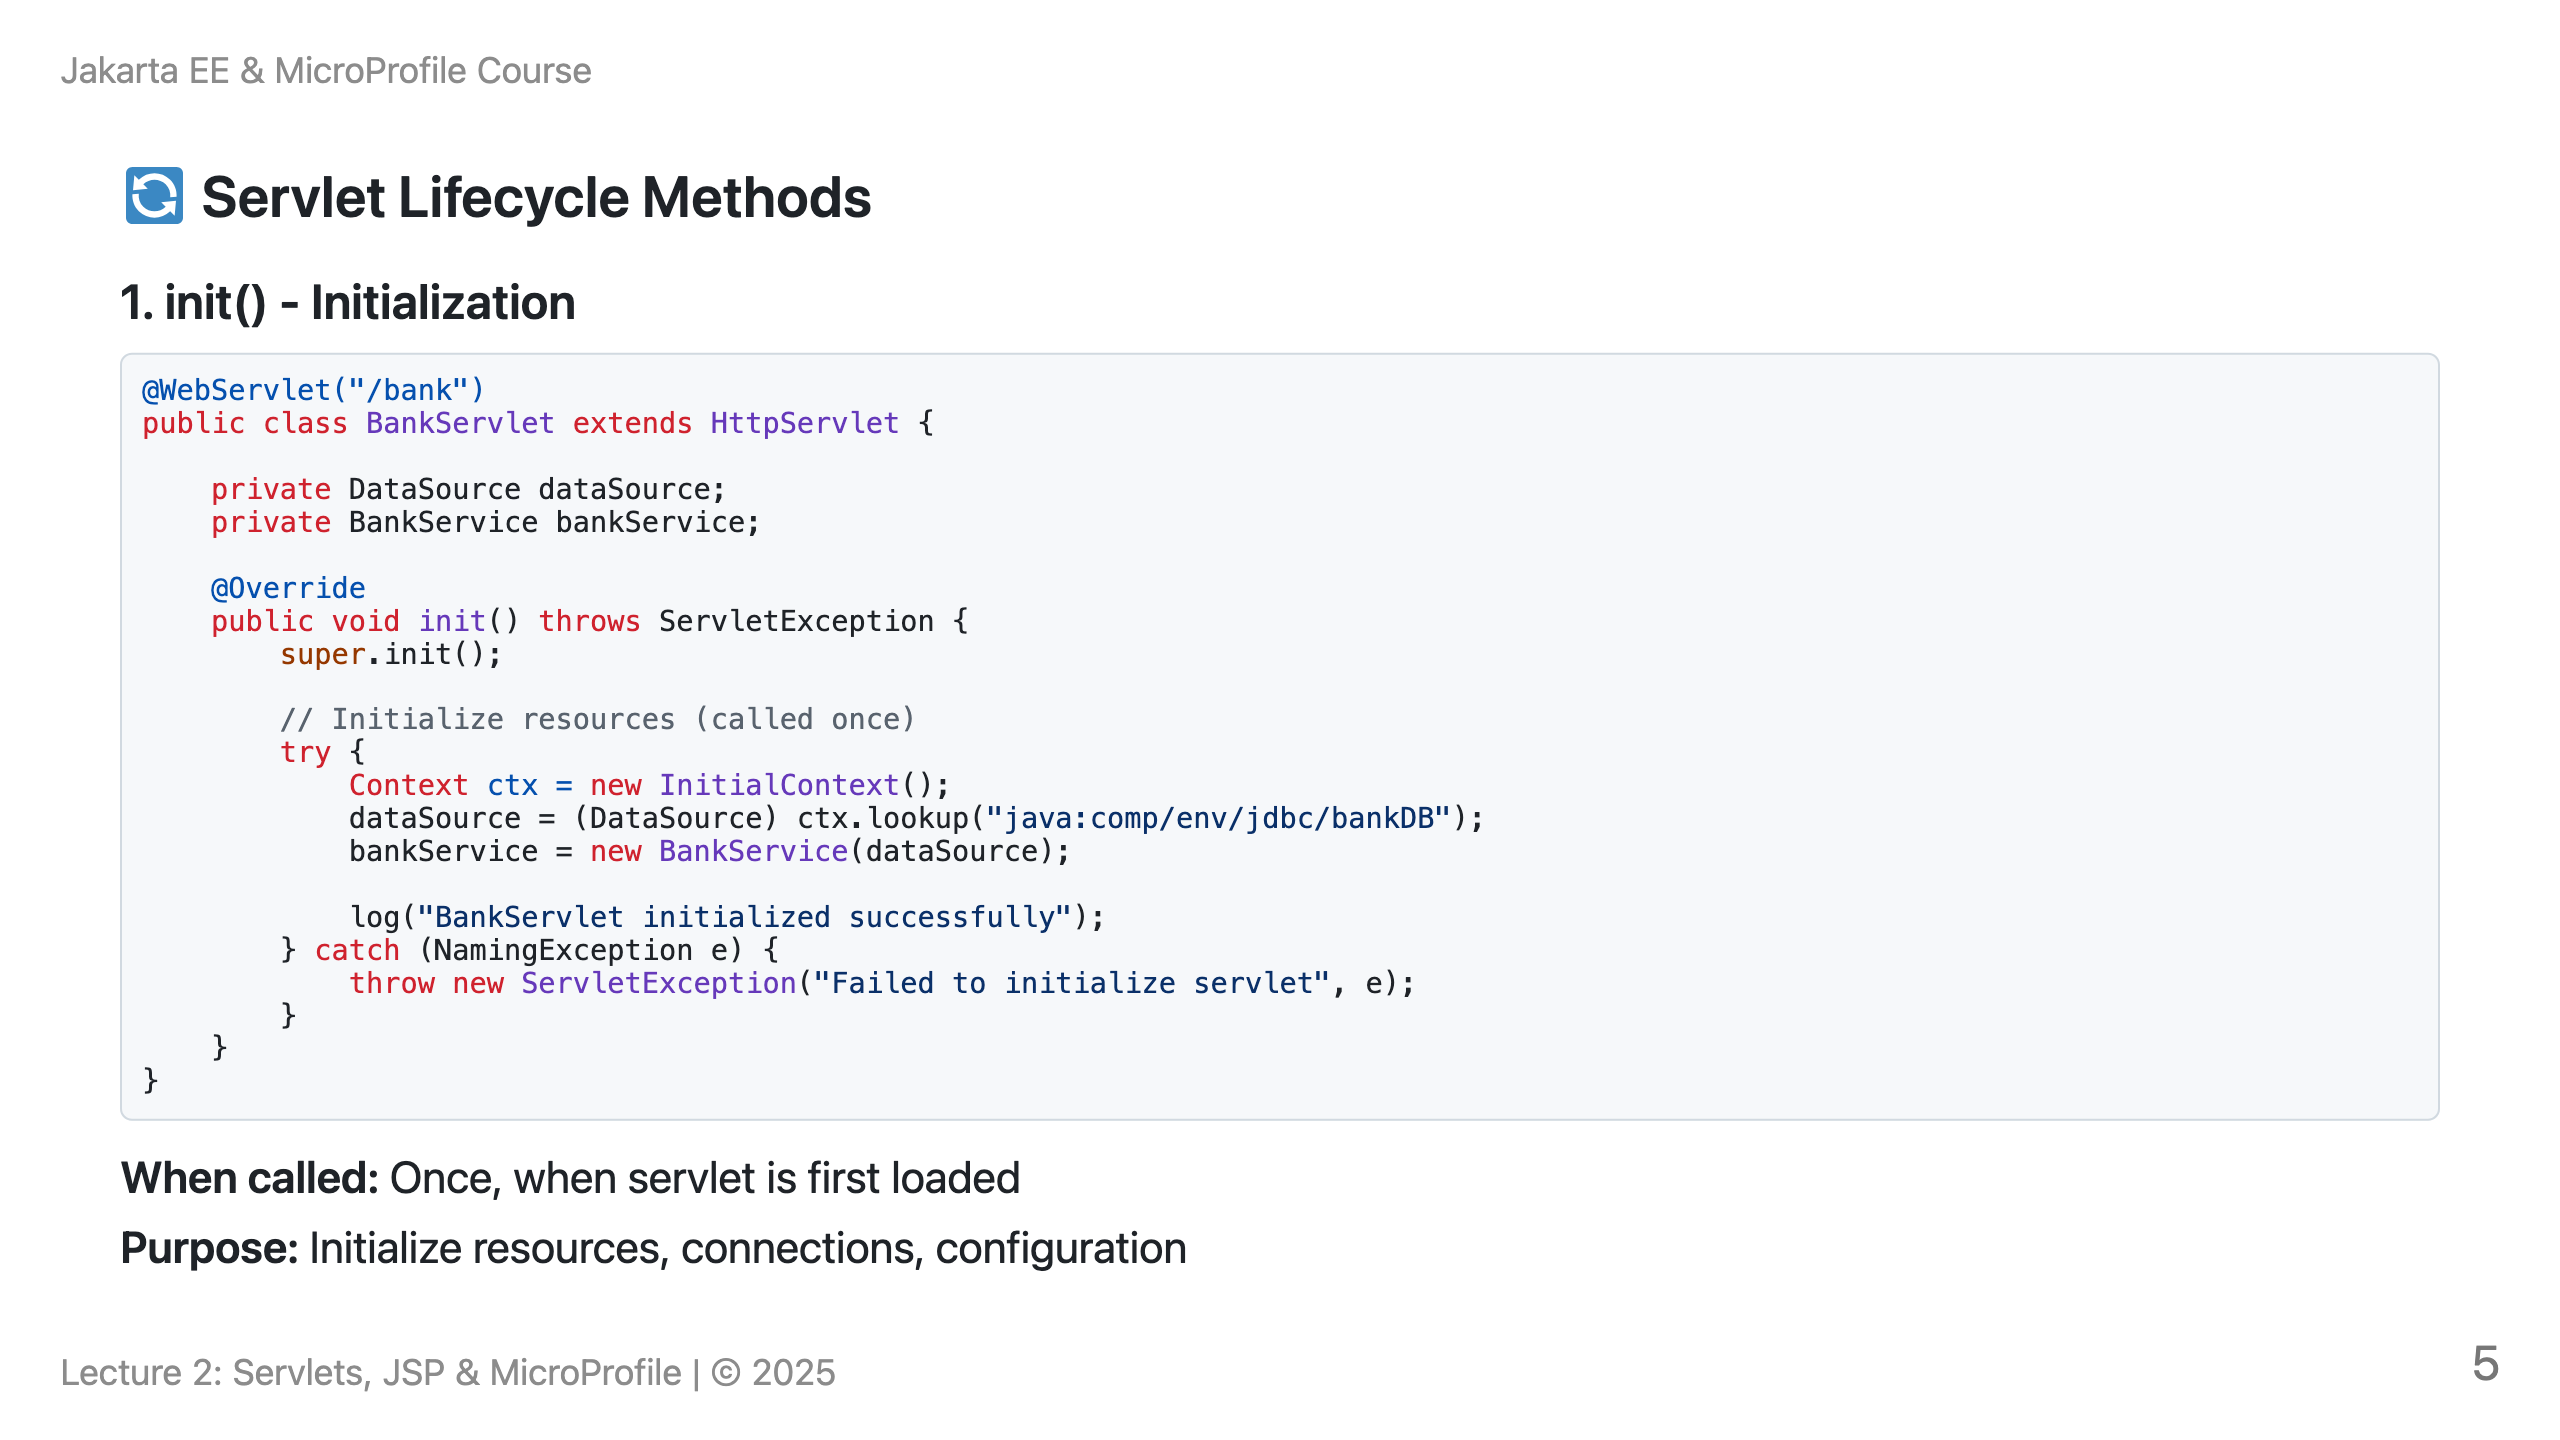 Jakarta EE & MicroProfile Course
🔄 Servlet Lifecycle Methods
1. init() - Initialization
@WebServlet("/bank")
public class BankServlet extends HttpServlet {
    private DataSource dataSource;
    private BankService bankService;
    @Override
    public void init() throws ServletException {
        super.init();
        // Initialize resources (called once)
        try {
            Context ctx = new InitialContext();
            dataSource = (DataSource) ctx.lookup("java:comp/env/jdbc/bankDB");
            bankService = new BankService(dataSource);
            log("BankServlet initialized successfully");
        } catch (NamingException e) {
            throw new ServletException("Failed to initialize servlet", e);
        }
    }
}
When called: Once, when servlet is first loaded
Purpose: Initialize resources, connections, configuration
Lecture 2: Servlets, JSP & MicroProfile | © 2025
5